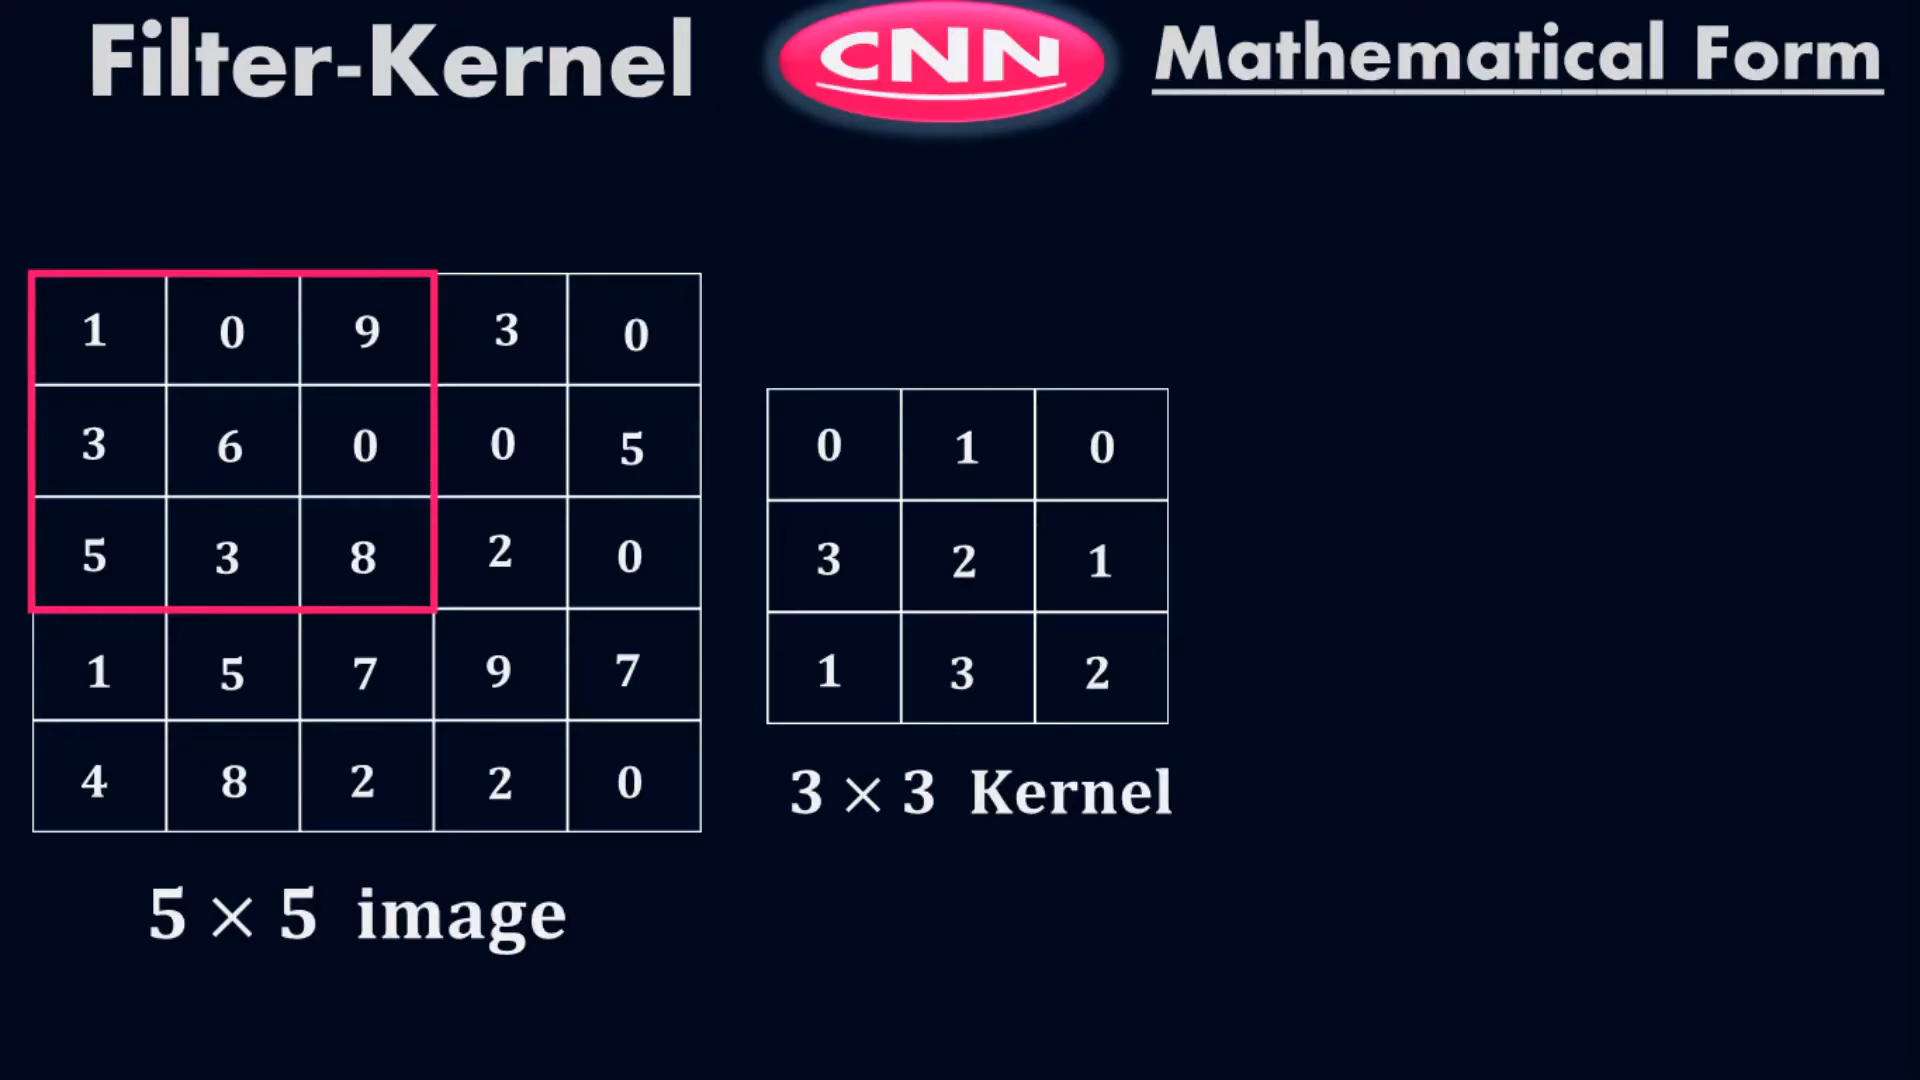 Filter-Kernel CNN Mathematical Form
1 0 9 3 0
3 6 0 0 5
5 3 8 2 0
1 5 7 9 7
4 8 2 2 0
5 × 5 image
0 1 0
3 2 1
1 3 2
3 × 3 Kernel